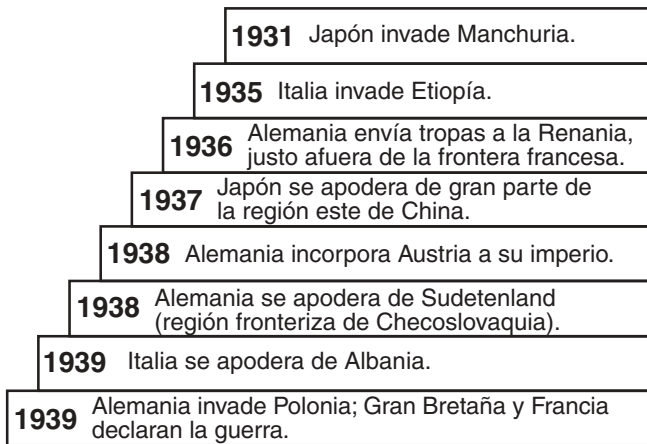 1931 Japón invade Manchuria.
1935 Italia invade Etiopía.
1936 Alemania envía tropas a la Renania,
justo afuera de la frontera francesa.
1937 Japón se apodera de gran parte de
la región este de China.
1938 Alemania incorpora Austria a su imperio.
1938 Alemania se apodera de Sudetenland
(región fronteriza de Checoslovaquia).
1939 Italia se apodera de Albania.
1939 Alemania invade Polonia; Gran Bretaña y Francia
declaran la guerra.